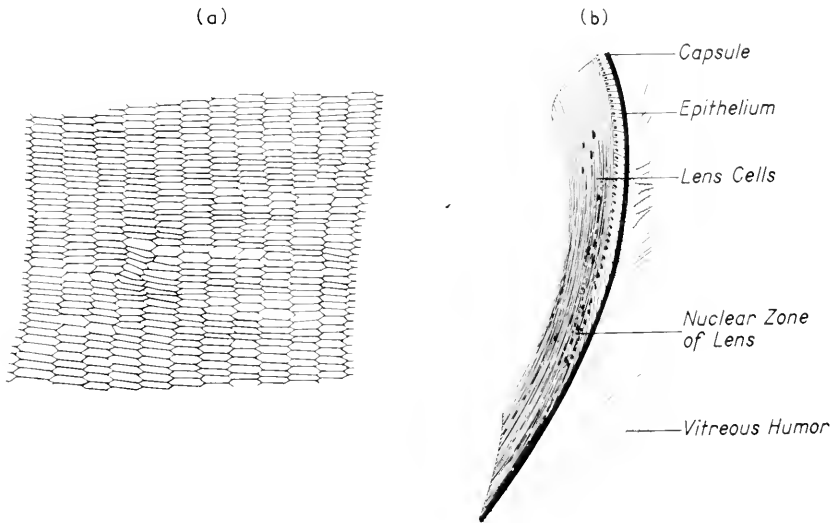 (a)
(b)
Capsule
Epithelium
Lens Cells
Nuclear Zone
of Lens
Vitreous Humor